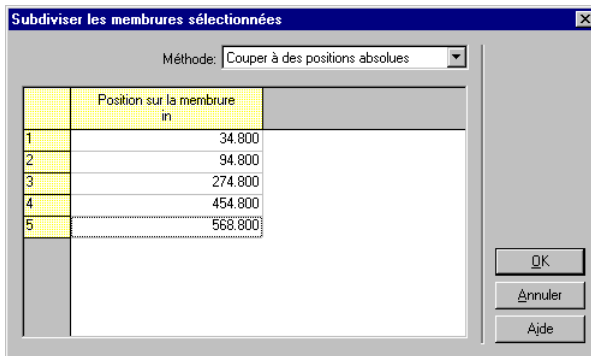 Subdiviser les membrures sélectionnées
Méthode: Couper à des positions absolues
Position sur la membrure
in
1 34.800
2 94.800
3 274.800
4 454.800
5 568.800
OK
Annuler
Aide